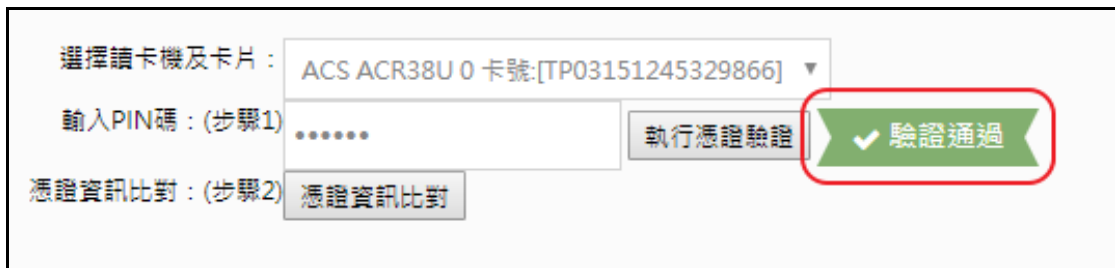 選擇讀卡機及卡片：
ACS ACR38U 0 卡號:[TP03151245329866]
輸入PIN碼：(步驟1)
••••••
執行憑證驗證
驗證通過
憑證資訊比對：(步驟2)
憑證資訊比對